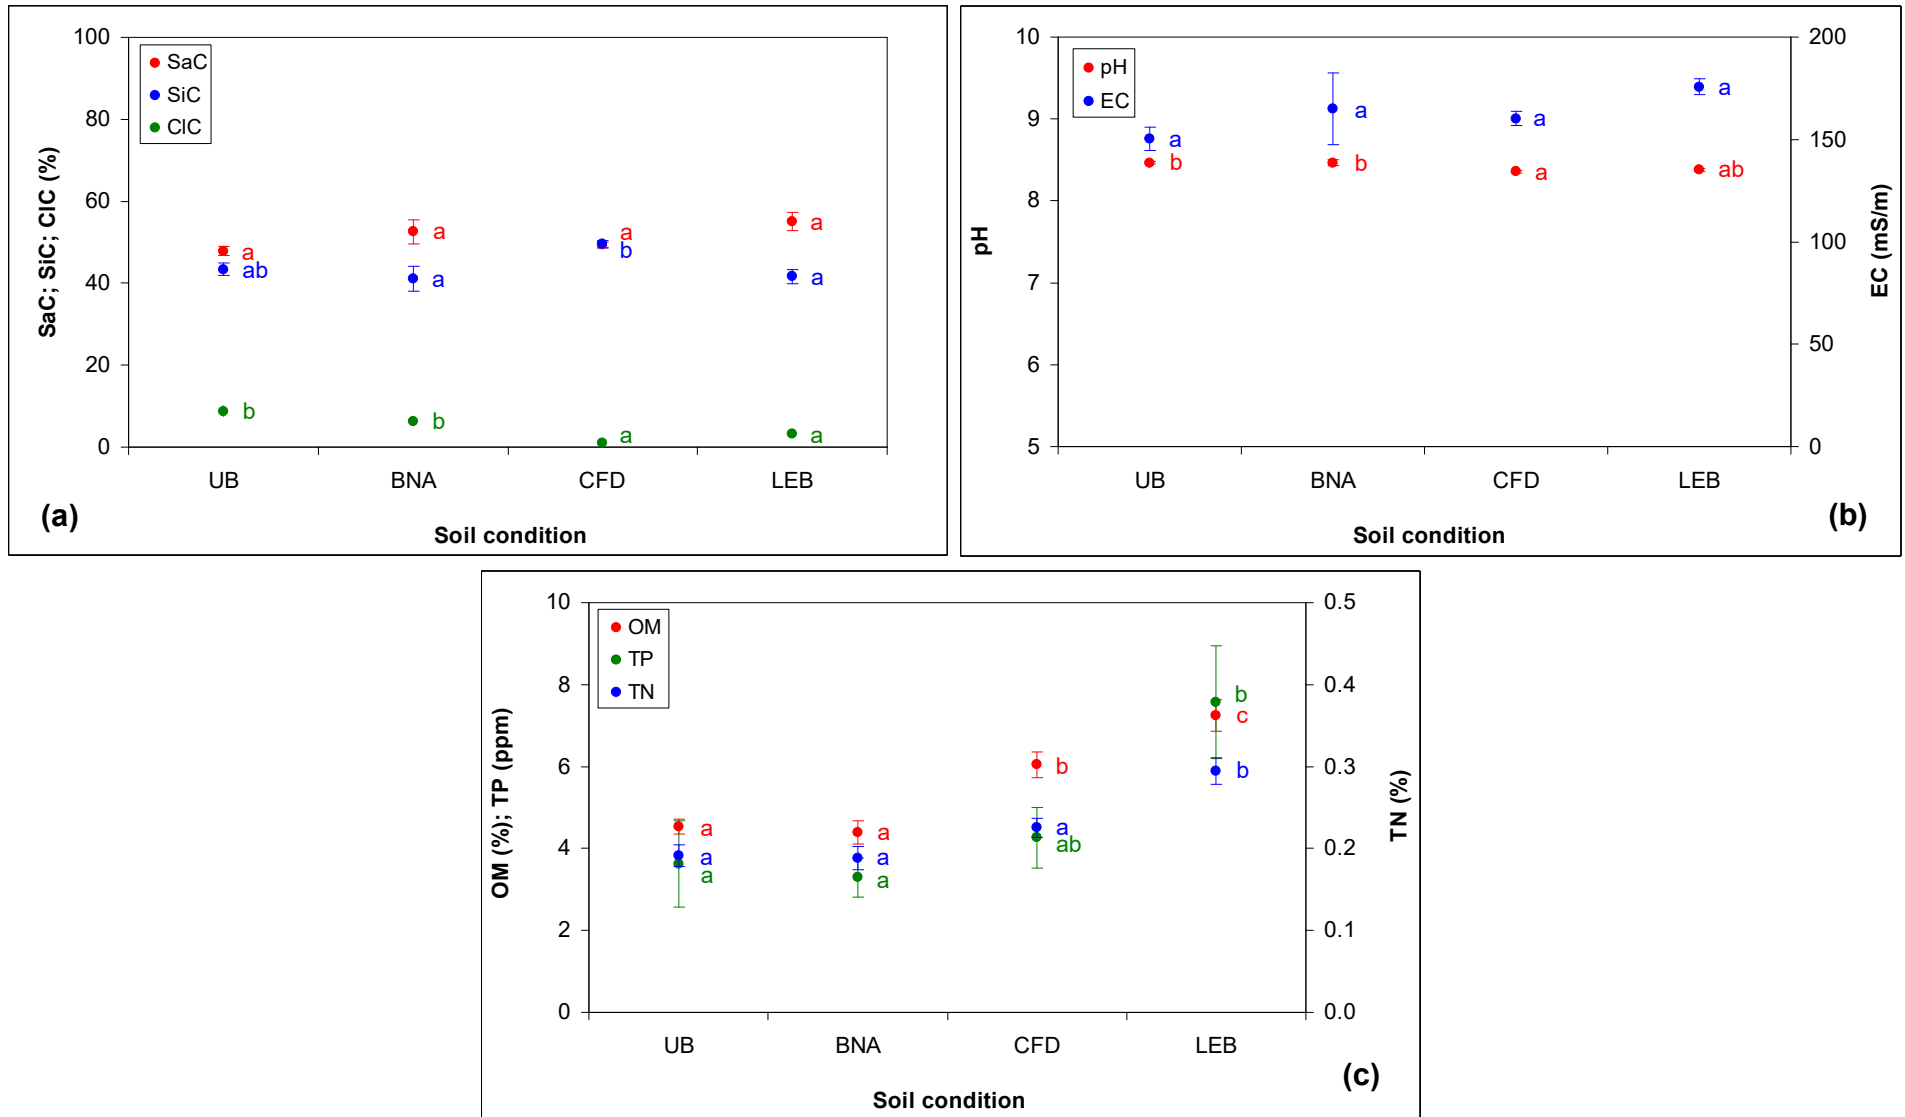 100
80
60
40
20
0
SaC; SiC; ClC (%)
SaC
SiC
ClC
a
ab
b
a
a
b
a
b
a
a
a
a
UB BNA CFD LEB
Soil condition
(a)
10
9
8
7
6
5
pH
pH
EC
a
b
a
b
a
a
a
ab
200
150
100
50
0
EC (mS/m)
UB BNA CFD LEB
Soil condition
(b)
10
8
6
4
2
0
OM (%); TP (ppm)
OM
TP
TN
a
a
a
a
a
a
b
a
ab
b
c
b
0.5
0.4
0.3
0.2
0.1
0.0
TN (%)
UB BNA CFD LEB
Soil condition
(c)